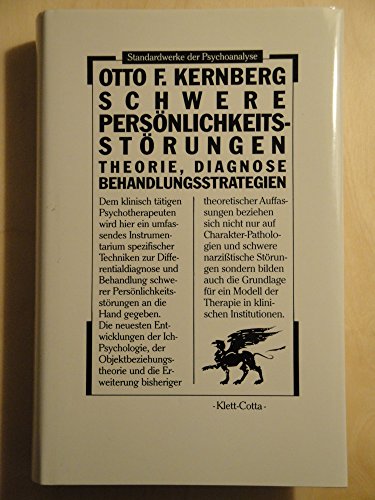 Standardwerke der Psychoanalyse
OTTO F. KERNBERG
SCHWERE
PERSÖNLICHKEITS-
STÖRUNGEN
THEORIE, DIAGNOSE
BEHANDLUNGSSTRATEGIEN
Dem klinisch tätigen
Psychotherapeuten
wird hier ein umfas-
sendes Instrumen-
tarium spezifischer
Techniken zur Diffe-
rentialdiagnose und
Behandlung schwe-
rer Persönlichkeits-
störungen an die
Hand gegeben.
Die neuesten Ent-
wicklungen der Ich-
Psychologie, der
Objektbeziehungs-
theorie und die Er-
weiterung bisheriger
theoretischer Auffas-
sungen beziehen
sich nicht nur auf
Charakter-Patholo-
gien und schwere
narzißtische Störun-
gen sondern bilden
auch die Grundlage
für ein Modell der
Therapie in klini-
schen Institutionen.
-Klett-Cotta-